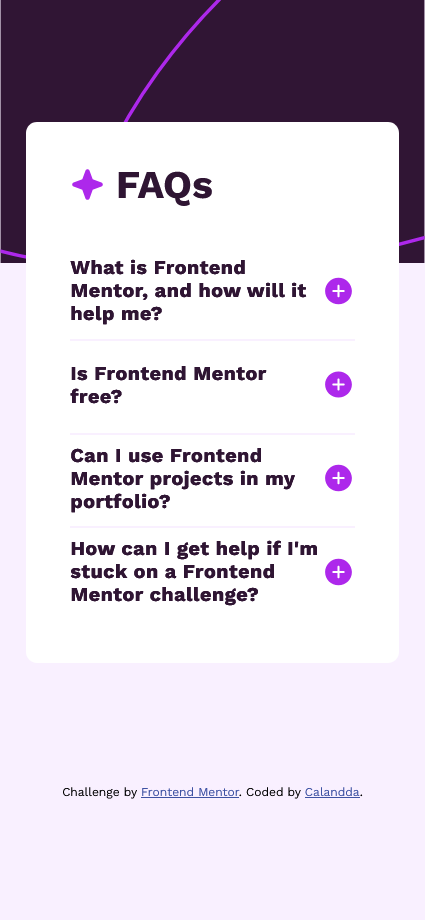 FAQs
What is Frontend
Mentor, and how will it
help me?
Is Frontend Mentor
free?
Can I use Frontend
Mentor projects in my
portfolio?
How can I get help if I'm
stuck on a Frontend
Mentor challenge?
Challenge by Frontend Mentor. Coded by Calandda.